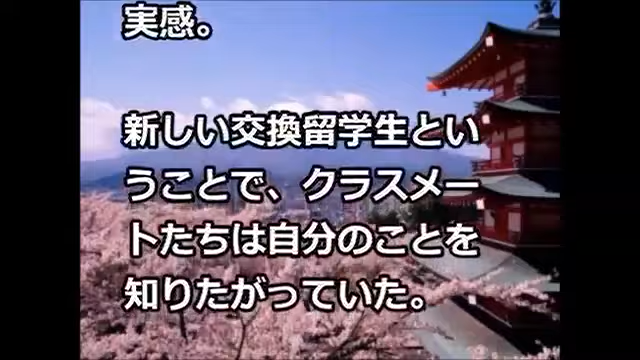 実感。
新しい交換留学生とい
うことで、クラスメー
トたちは自分のことを
知りたがっていた。